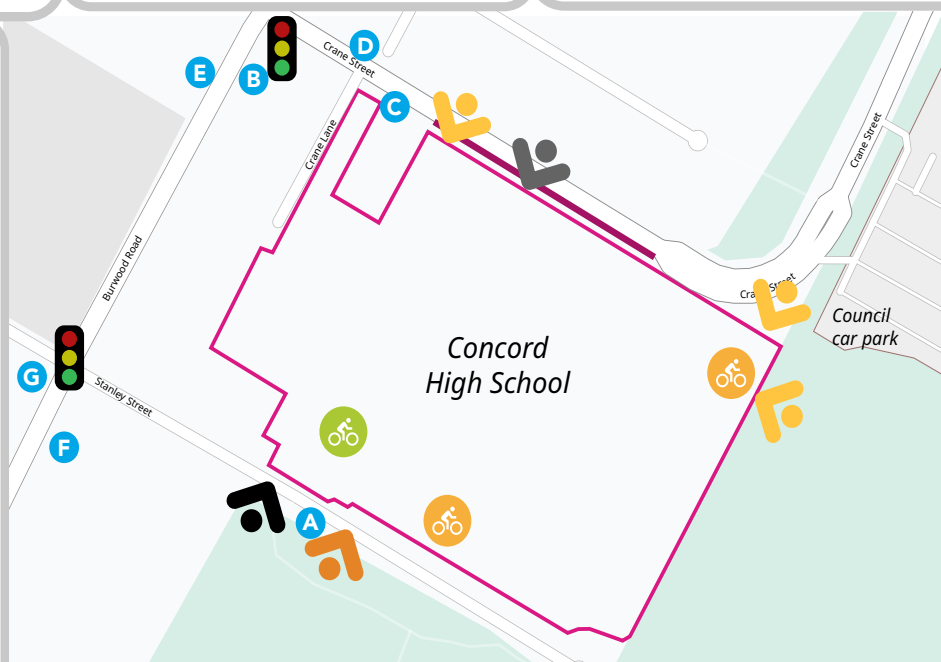 D
Crane Street
E
B
C
Crane Lane
Crane Street
Burwood Road
Crane Street
Council
car park
Concord
High School
G
Stanley Street
F
A